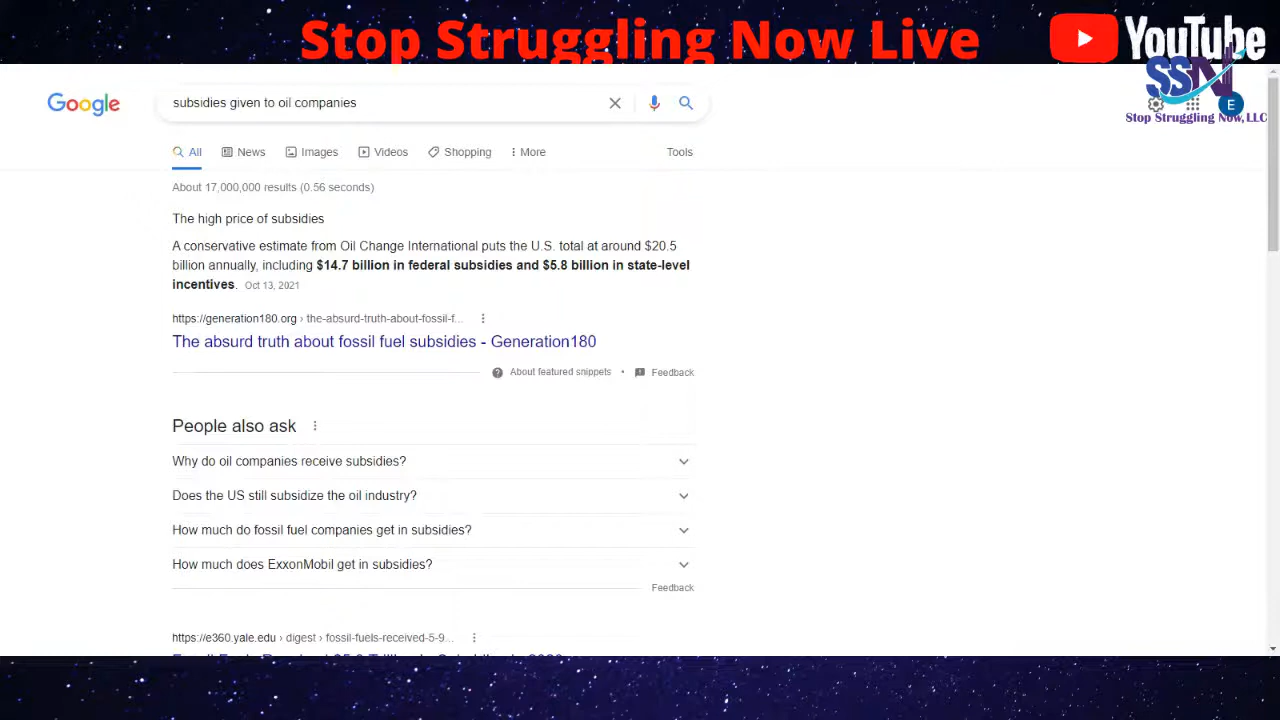 Stop Struggling Now Live
YouTube
SSN
Stop Struggling Now, LLC
Google
subsidies given to oil companies
E
All
News
Images
Videos
Shopping
More
Tools
About 17,000,000 results (0.56 seconds)
The high price of subsidies
A conservative estimate from Oil Change International puts the U.S. total at around $20.5
billion annually, including $14.7 billion in federal subsidies and $5.8 billion in state-level
incentives. Oct 13, 2021
https://generation180.org › the-absurd-truth-about-fossil-f...
The absurd truth about fossil fuel subsidies - Generation180
About featured snippets • Feedback
People also ask
Why do oil companies receive subsidies?
Does the US still subsidize the oil industry?
How much do fossil fuel companies get in subsidies?
How much does ExxonMobil get in subsidies?
Feedback
https://e360.yale.edu › digest › fossil-fuels-received-5-9...